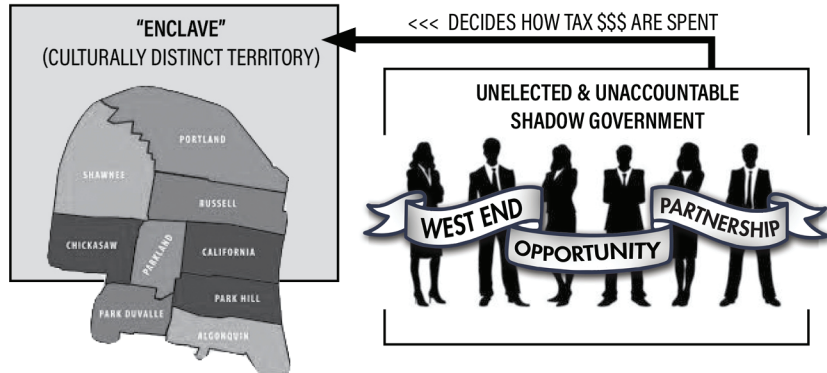 “ENCLAVE”
(CULTURALLY DISTINCT TERRITORY)
<<< DECIDES HOW TAX $$$ ARE SPENT
UNELECTED & UNACCOUNTABLE
SHADOW GOVERNMENT
PORTLAND
SHAWNEE
RUSSELL
CHICKASAW
PARKLAND
CALIFORNIA
PARK HILL
PARK DUVALLE
ALGONQUIN
WEST END
OPPORTUNITY
PARTNERSHIP